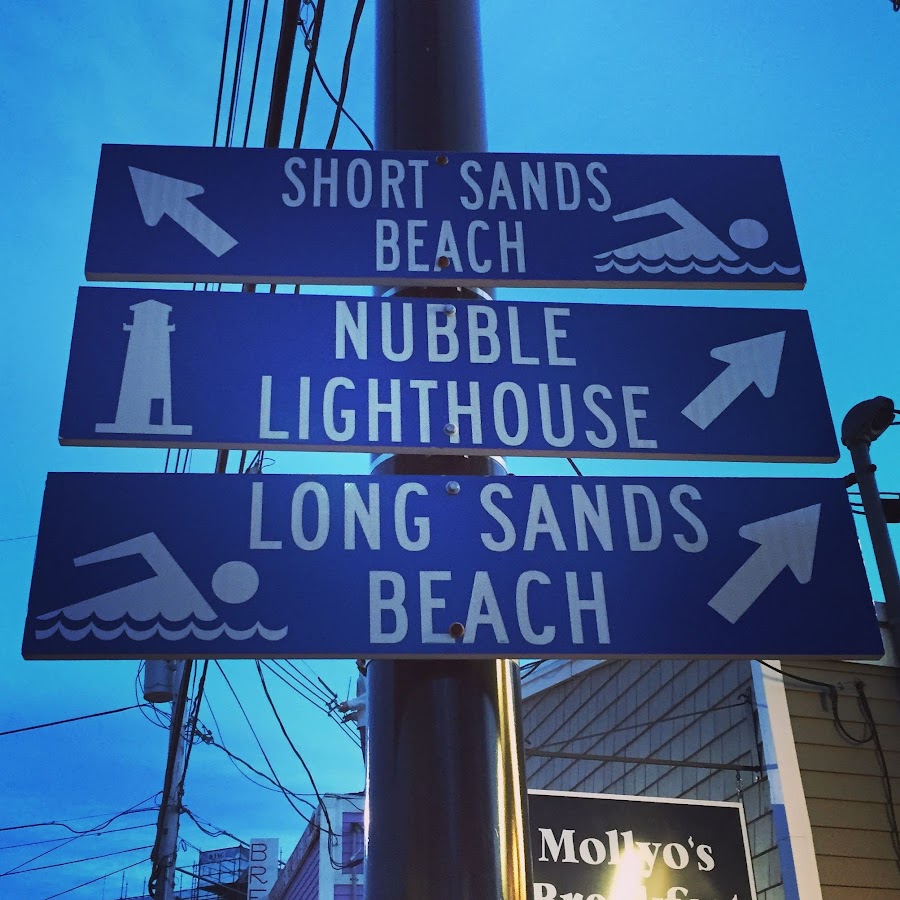 SHORT SANDS
BEACH
NUBBLE
LIGHTHOUSE
LONG SANDS
BEACH
Mollyo's